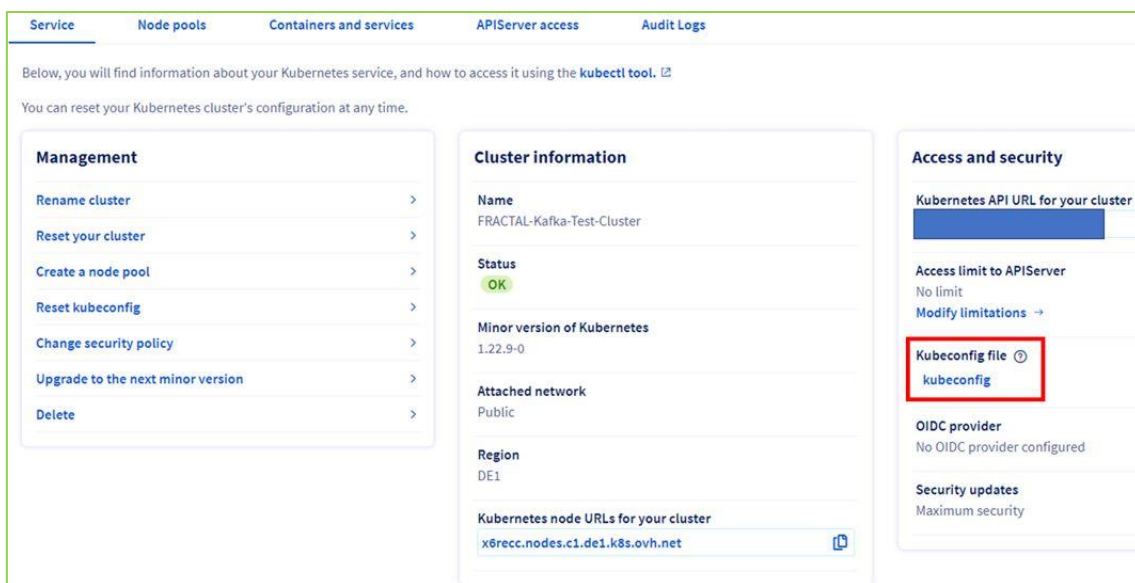 Service Node pools Containers and services APIServer access Audit Logs
Below, you will find information about your Kubernetes service, and how to access it using the kubectl tool.
You can reset your Kubernetes cluster's configuration at any time.
Management
Rename cluster
Reset your cluster
Create a node pool
Reset kubeconfig
Change security policy
Upgrade to the next minor version
Delete
Cluster information
Name
FRACTAL-Kafka-Test-Cluster
Status
OK
Minor version of Kubernetes
1.22.9-0
Attached network
Public
Region
DE1
Kubernetes node URLs for your cluster
x6recc.nodes.c1.de1.k8s.ovh.net
Access and security
Kubernetes API URL for your cluster
Access limit to APIServer
No limit
Modify limitations →
Kubeconfig file
kubeconfig
OIDC provider
No OIDC provider configured
Security updates
Maximum security